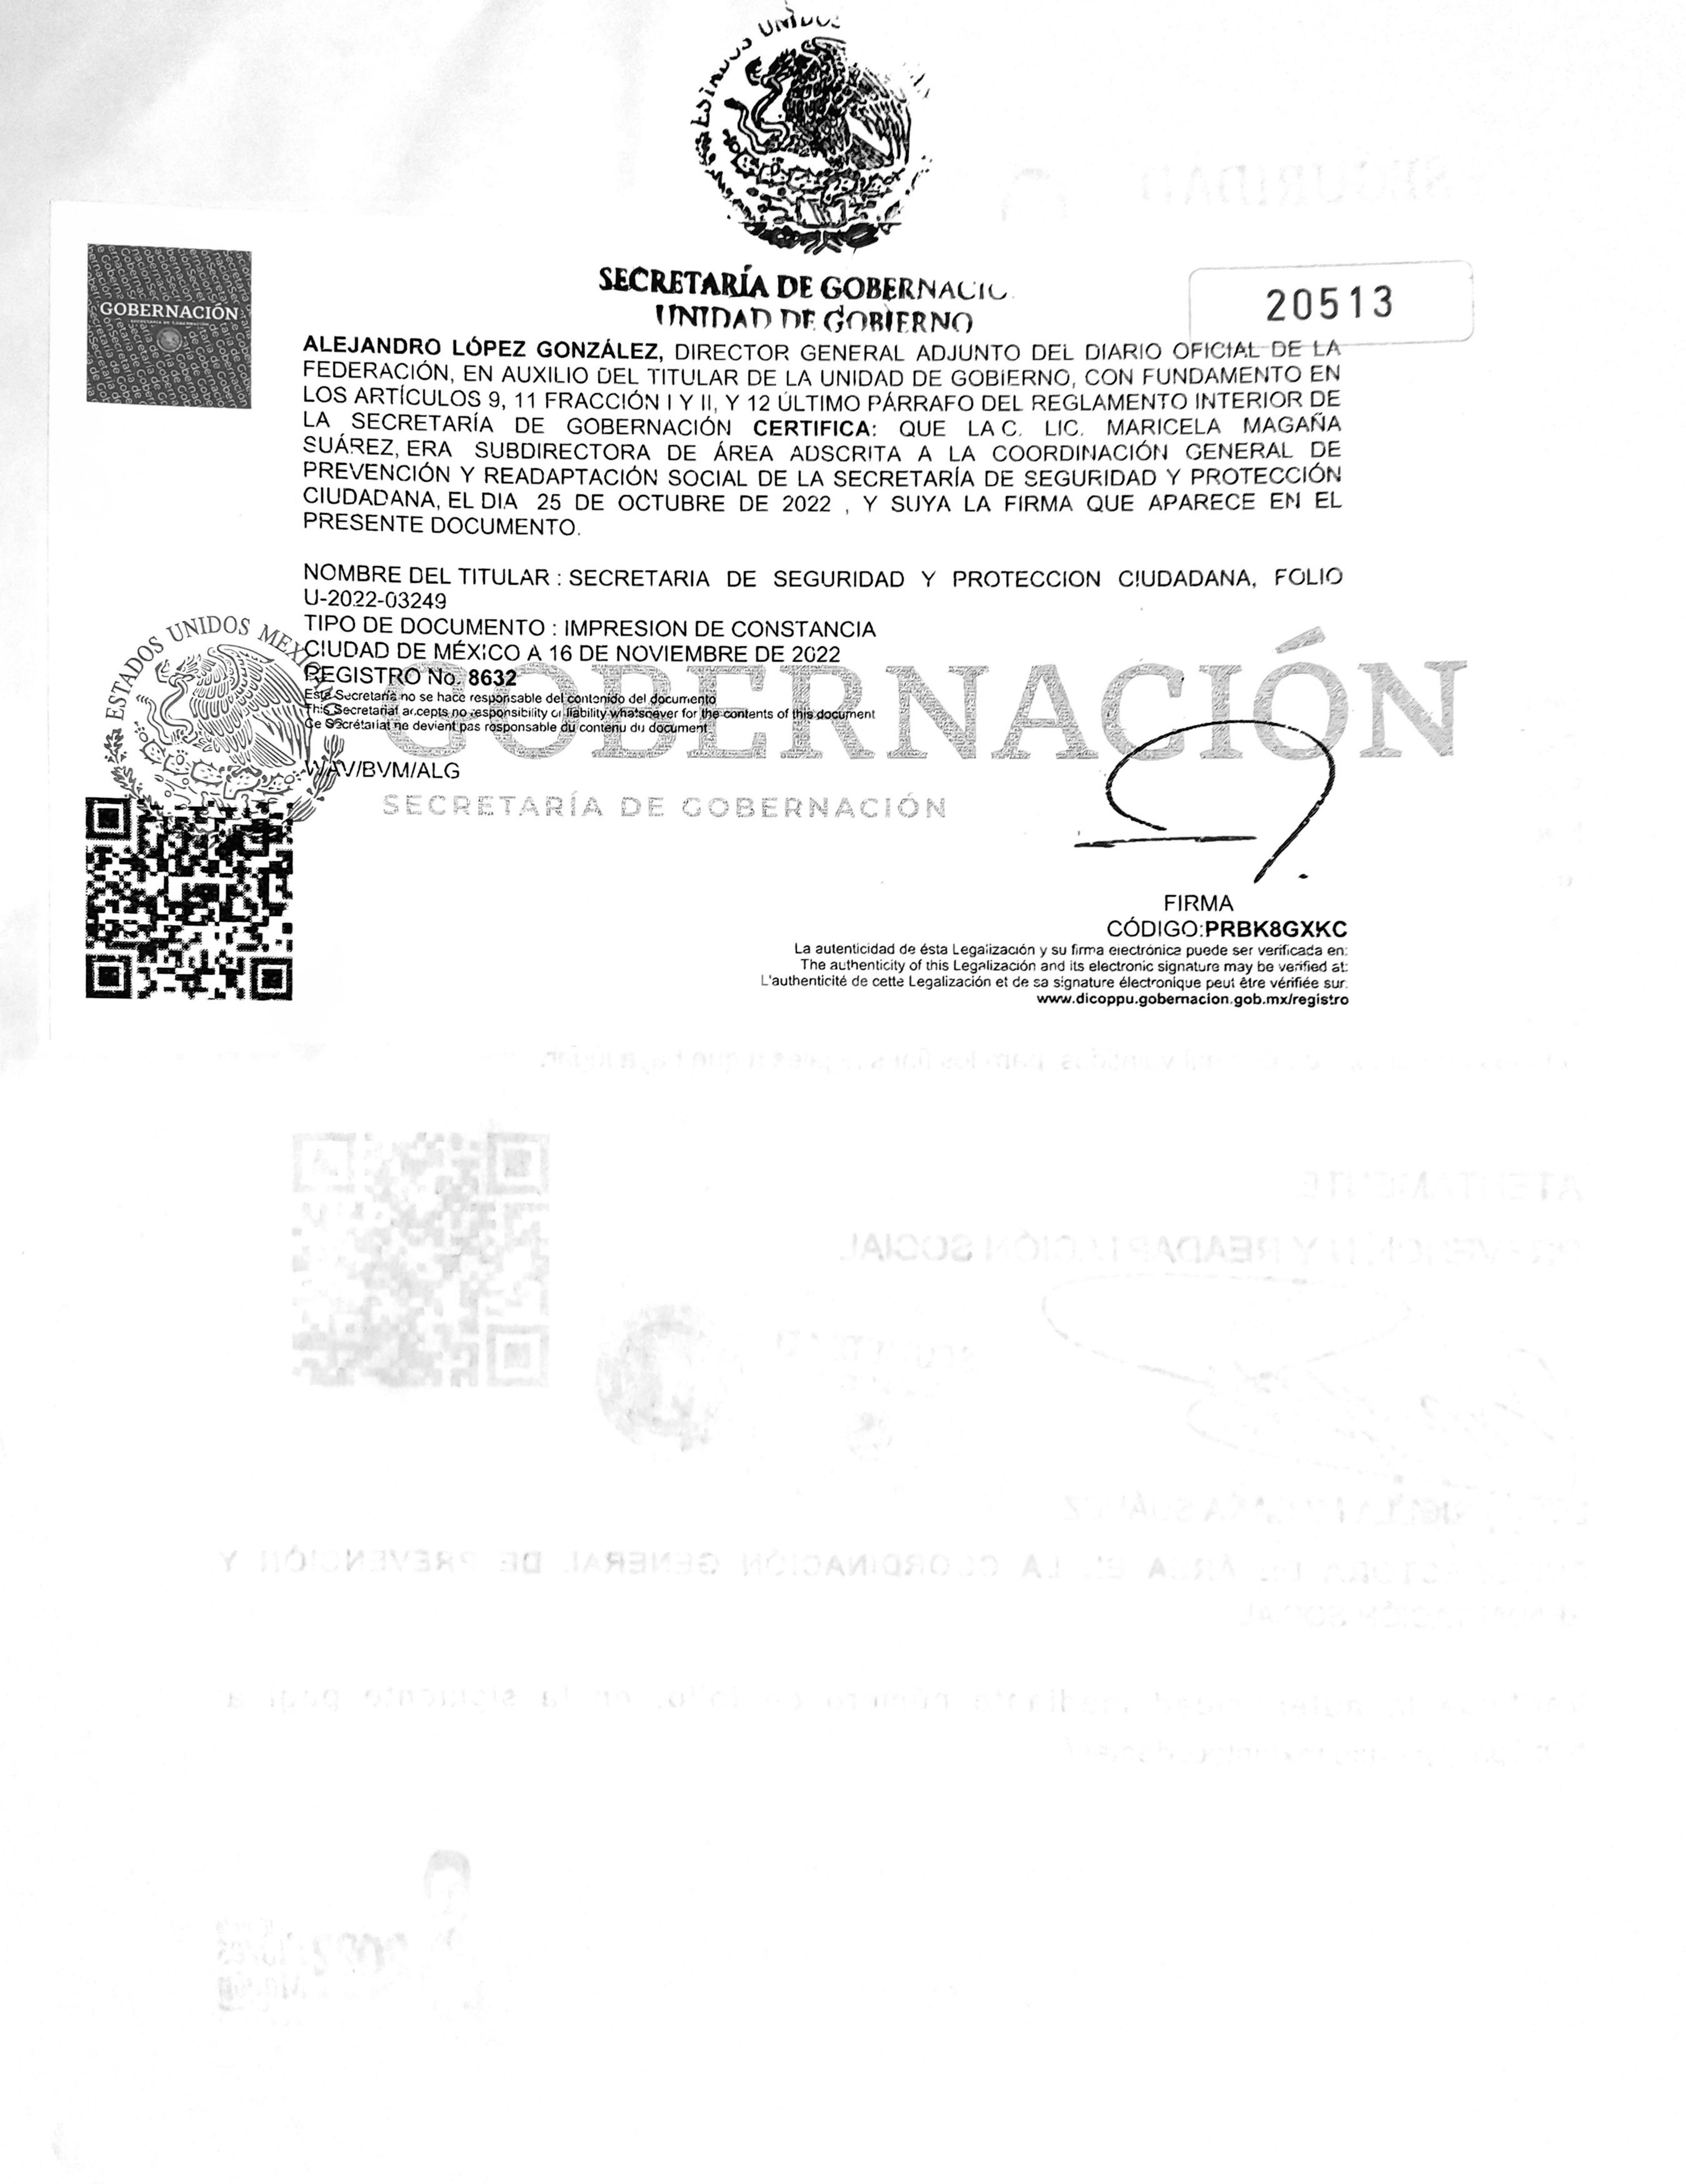 ESTADOS UNIDOS
SECRETARÍA DE GOBERNACIÓ
UNIDAD DE GOBIERNO
20513
GOBERNACIÓN
SECRETARÍA DE GOBERNACIÓN
ALEJANDRO LÓPEZ GONZÁLEZ, DIRECTOR GENERAL ADJUNTO DEL DIARIO OFICIAL DE LA
FEDERACIÓN, EN AUXILIO DEL TITULAR DE LA UNIDAD DE GOBIERNO, CON FUNDAMENTO EN
LOS ARTÍCULOS 9, 11 FRACCIÓN I Y II, Y 12 ÚLTIMO PÁRRAFO DEL REGLAMENTO INTERIOR DE
LA SECRETARÍA DE GOBERNACIÓN CERTIFICA: QUE LA C. LIC. MARICELA MAGAÑA
SUÁREZ, ERA SUBDIRECTORA DE ÁREA ADSCRITA A LA COORDINACIÓN GENERAL DE
PREVENCIÓN Y READAPTACIÓN SOCIAL DE LA SECRETARÍA DE SEGURIDAD Y PROTECCIÓN
CIUDADANA, EL DIA 25 DE OCTUBRE DE 2022 , Y SUYA LA FIRMA QUE APARECE EN EL
PRESENTE DOCUMENTO.
NOMBRE DEL TITULAR : SECRETARIA DE SEGURIDAD Y PROTECCION CIUDADANA, FOLIO
U-2022-03249
TIPO DE DOCUMENTO : IMPRESION DE CONSTANCIA
CIUDAD DE MÉXICO A 16 DE NOVIEMBRE DE 2022
REGISTRO No. 8632
Esta Secretaría no se hace responsable del contenido del documento
This Secretariat accepts no responsibility or liability whatsoever for the contents of this document
Ce Sécrétariat ne devient pas responsable du contenu du document
WAV/BVM/ALG
ESTADOS UNIDOS MEXIC
GOBERNACIÓN
SECRETARÍA DE GOBERNACIÓN
FIRMA
CÓDIGO:PRBK8GXKC
La autenticidad de ésta Legalización y su firma electrónica puede ser verificada en:
The authenticity of this Legalización and its electronic signature may be verified at:
L'authenticité de cette Legalización et de sa signature électronique peut être vérifiée sur:
www.dicoppu.gobernacion.gob.mx/registro